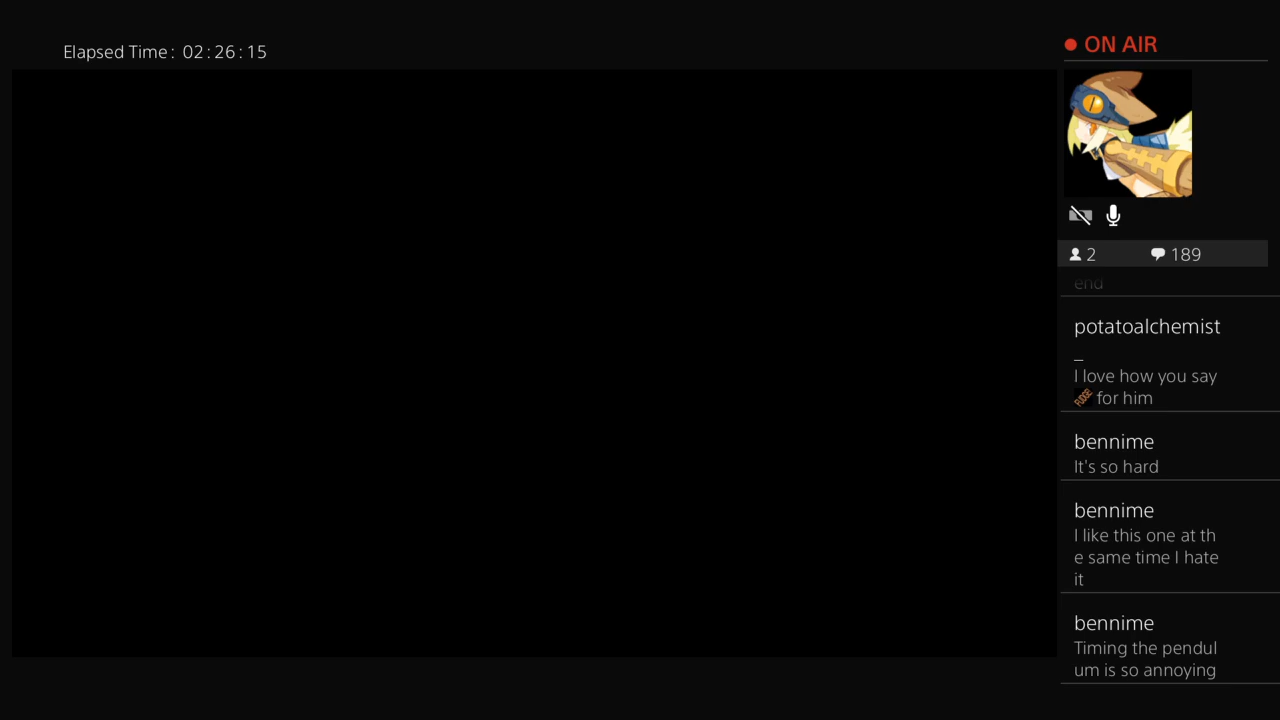 Elapsed Time: 02:26:15
ON AIR
2 189
end
potatoalchemist
_
I love how you say
FUDGE for him
bennime
It's so hard
bennime
I like this one at th
e same time I hate
it
bennime
Timing the pendul
um is so annoying